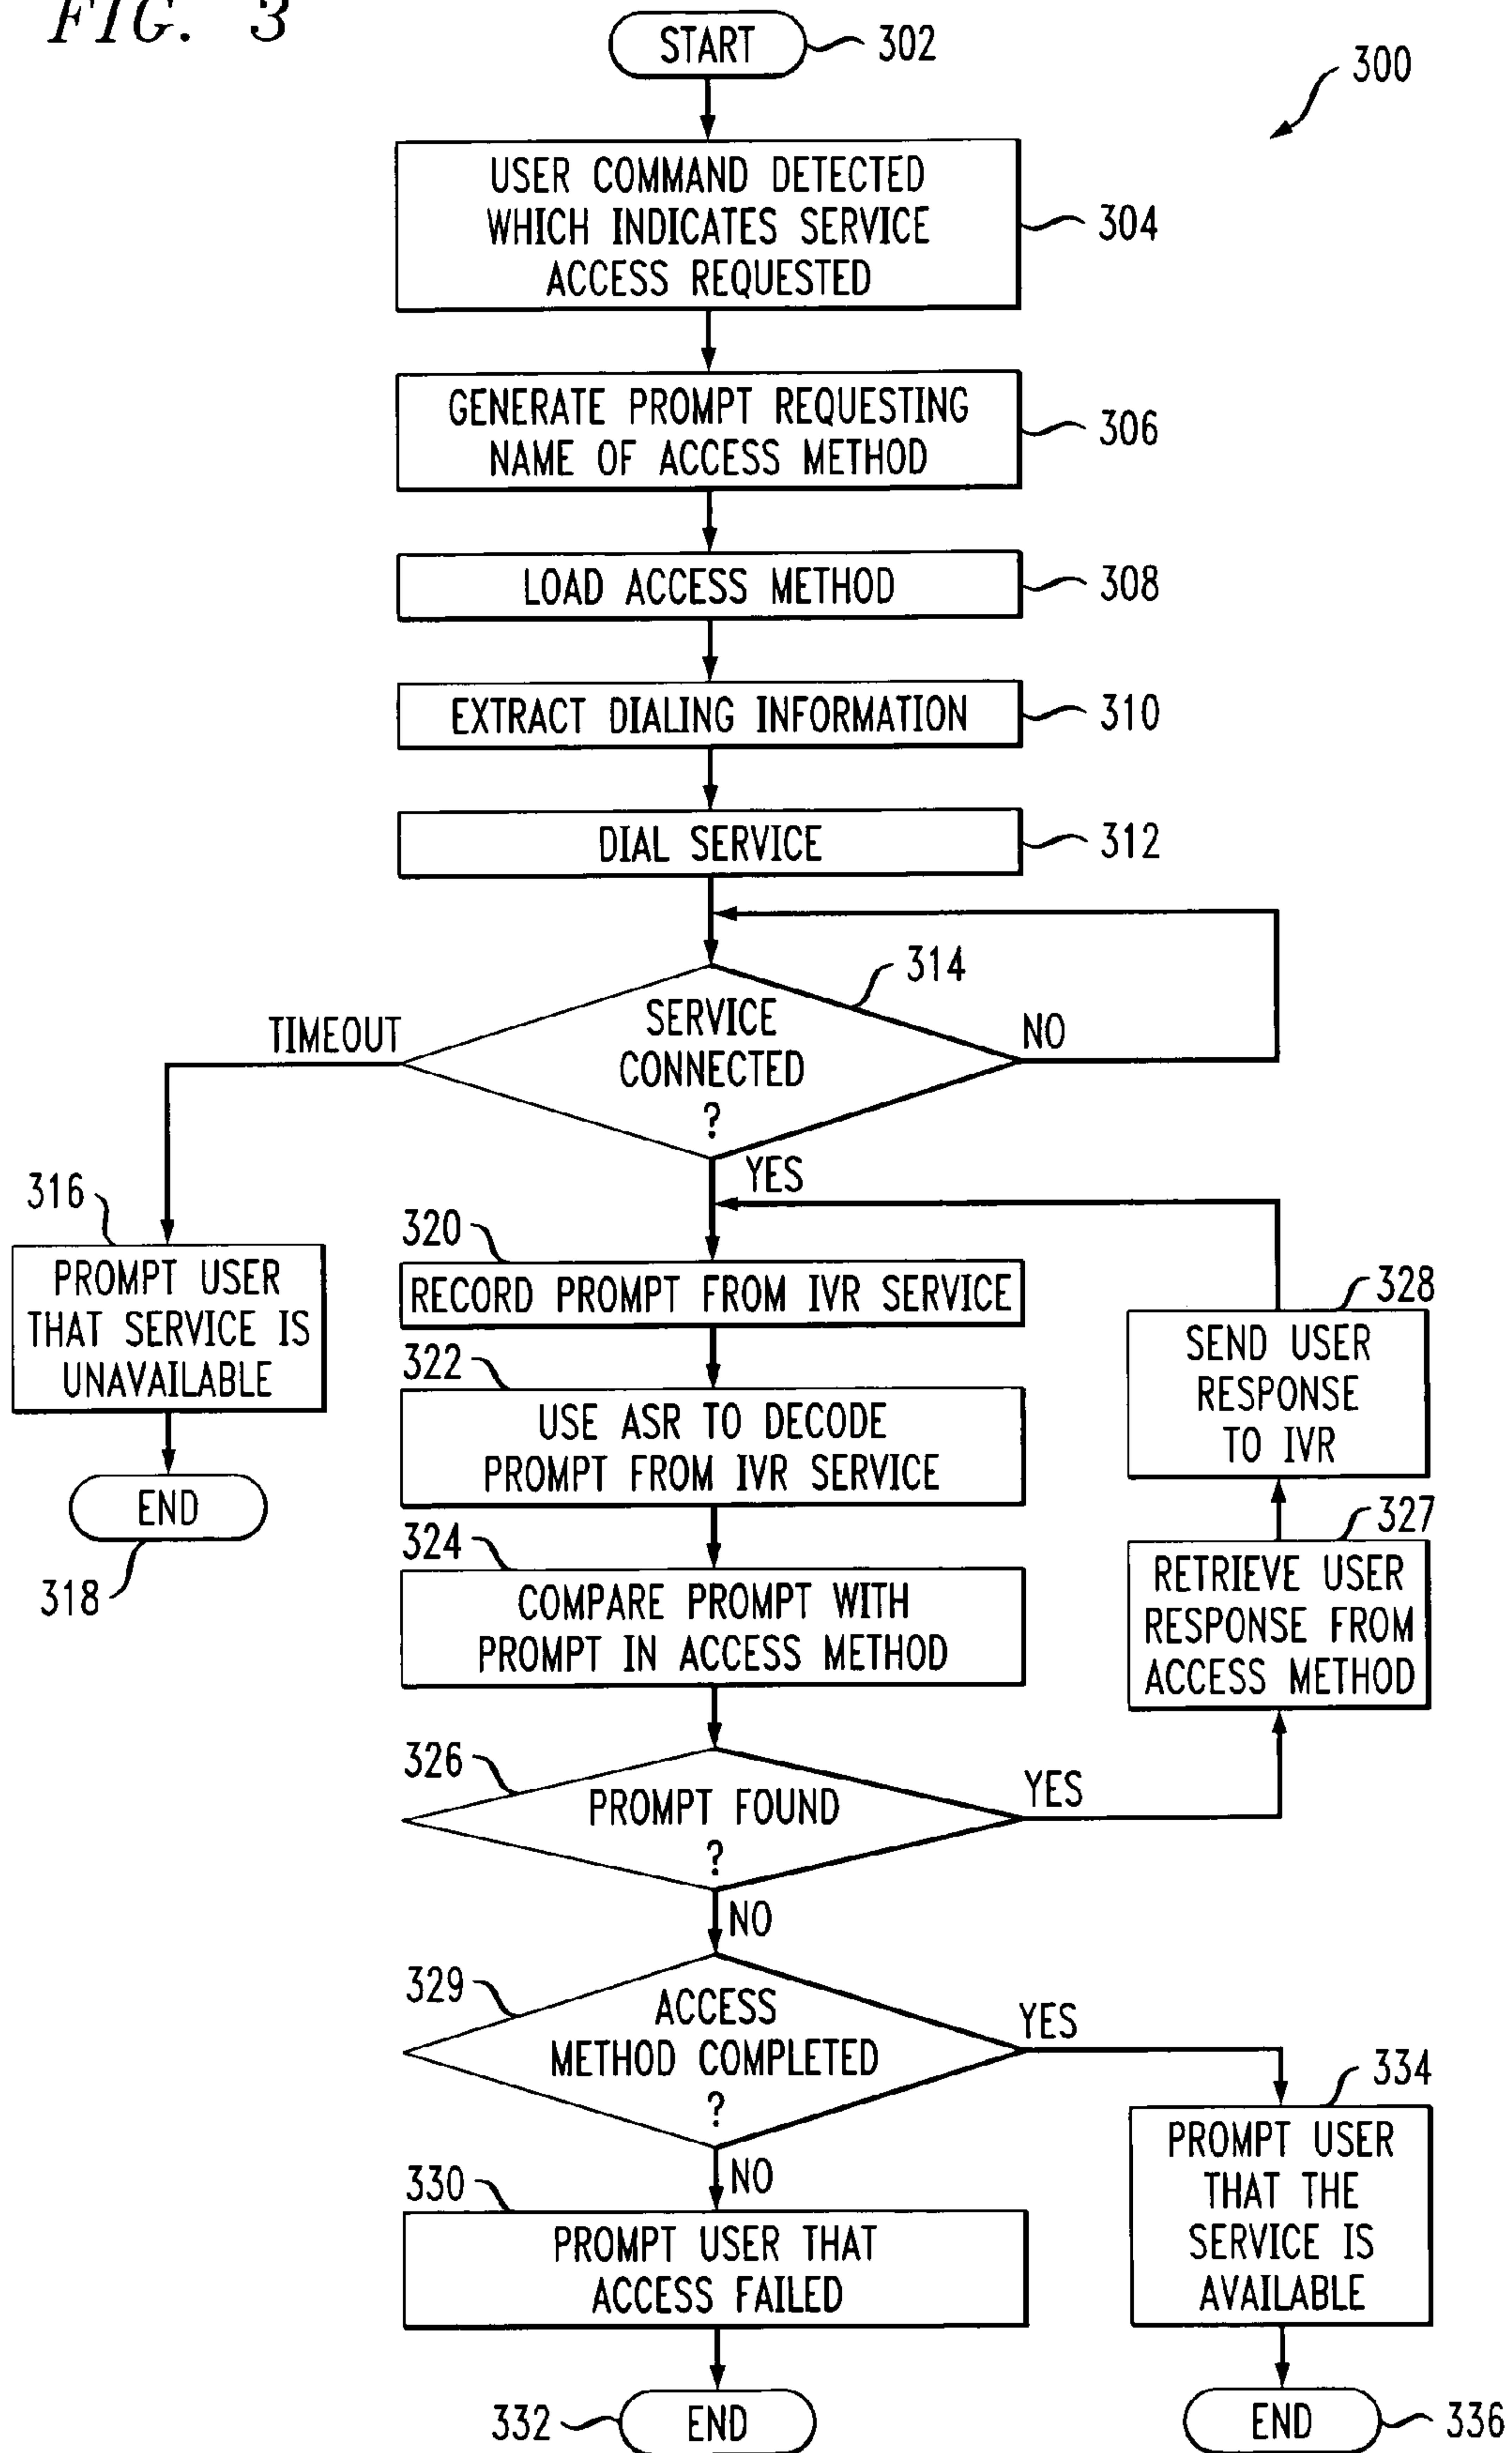 FIG. 3
START
302
300
USER COMMAND DETECTED
WHICH INDICATES SERVICE
ACCESS REQUESTED
304
GENERATE PROMPT REQUESTING
NAME OF ACCESS METHOD
306
LOAD ACCESS METHOD
308
EXTRACT DIALING INFORMATION
310
DIAL SERVICE
312
314
SERVICE
CONNECTED
?
TIMEOUT
NO
YES
316
PROMPT USER
THAT SERVICE IS
UNAVAILABLE
END
318
320
RECORD PROMPT FROM IVR SERVICE
322
USE ASR TO DECODE
PROMPT FROM IVR SERVICE
324
COMPARE PROMPT WITH
PROMPT IN ACCESS METHOD
328
SEND USER
RESPONSE
TO IVR
327
RETRIEVE USER
RESPONSE FROM
ACCESS METHOD
326
PROMPT FOUND
?
YES
NO
329
ACCESS
METHOD COMPLETED
?
YES
NO
334
PROMPT USER
THAT THE
SERVICE IS
AVAILABLE
330
PROMPT USER THAT
ACCESS FAILED
332
END
END
336